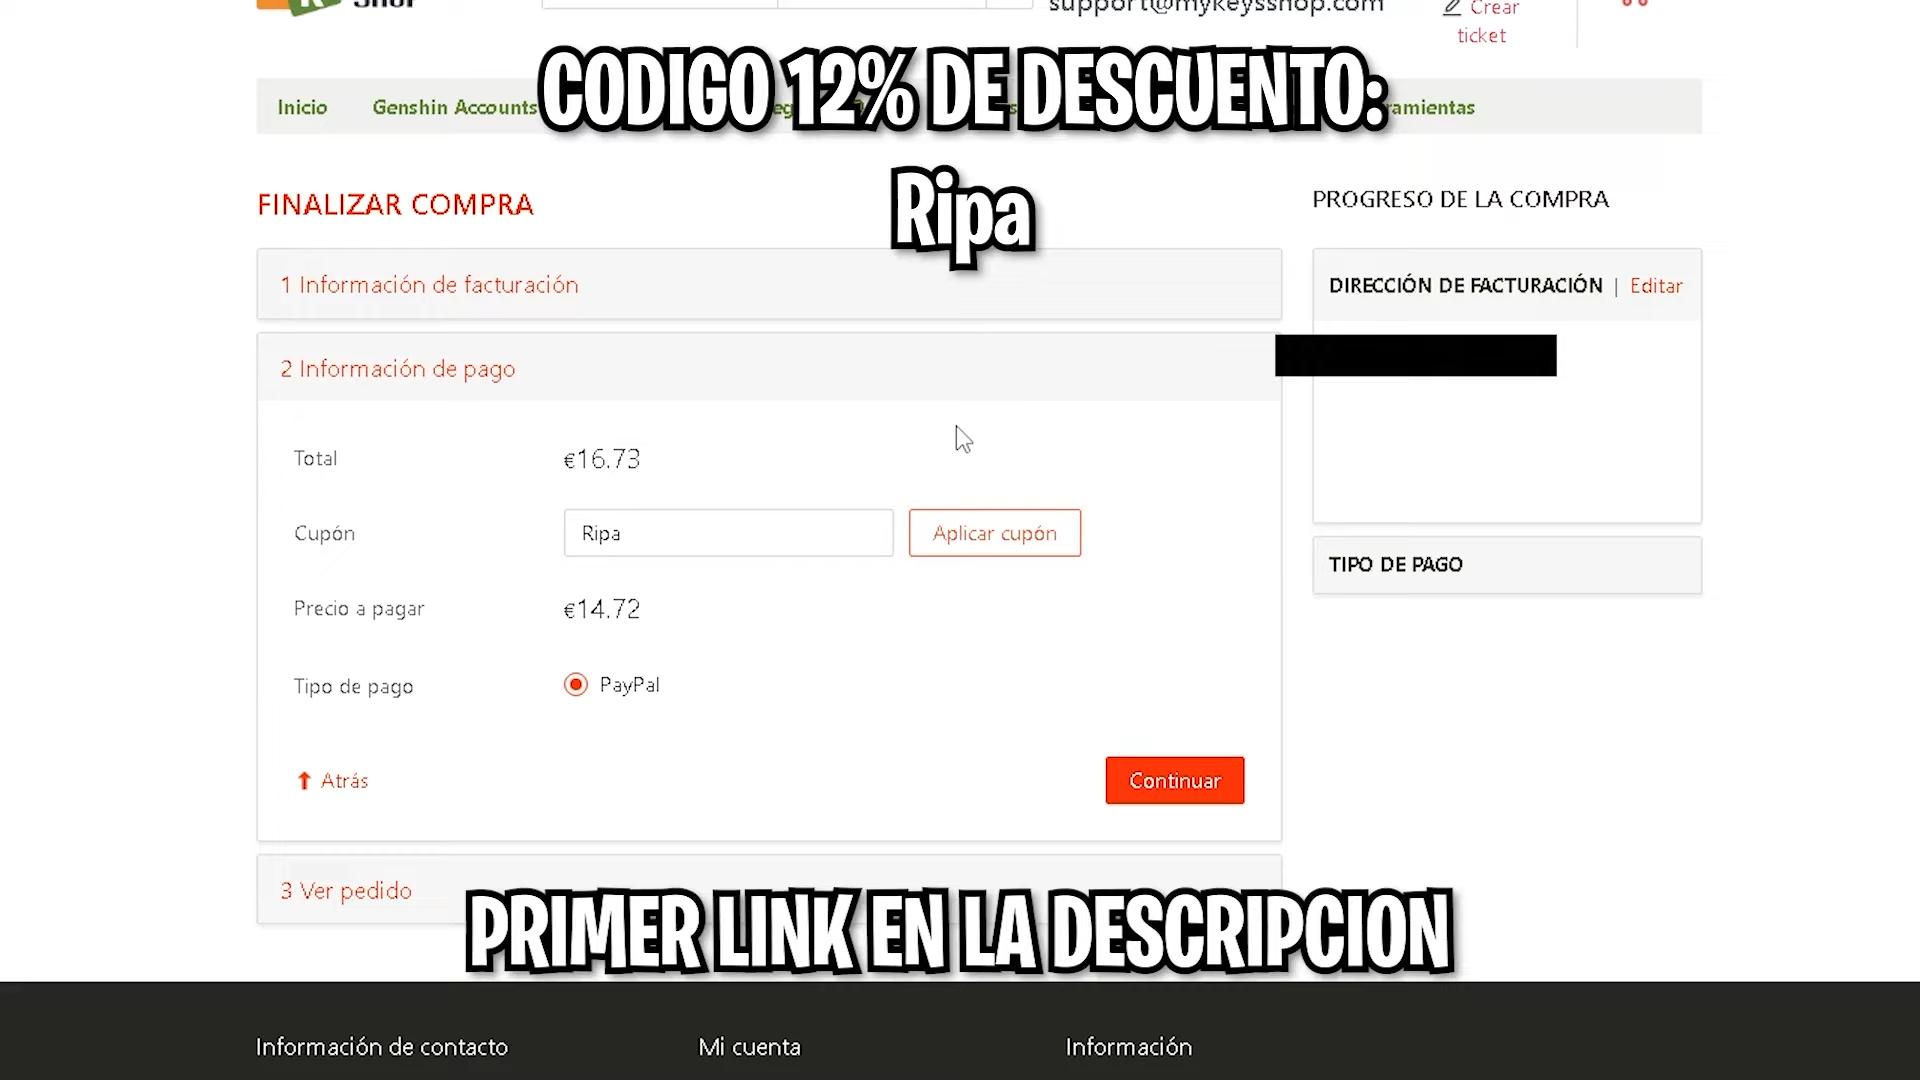 support@mykeysshop.com
Crear
ticket
CODIGO 12% DE DESCUENTO:
Inicio
Genshin Accounts
Ripa
FINALIZAR COMPRA
PROGRESO DE LA COMPRA
1 Información de facturación
DIRECCIÓN DE FACTURACIÓN | Editar
2 Información de pago
Total
€16.73
Cupón
Ripa
Aplicar cupón
TIPO DE PAGO
Precio a pagar
€14.72
Tipo de pago
PayPal
Atrás
Continuar
3 Ver pedido
PRIMER LINK EN LA DESCRIPCION
Información de contacto
Mi cuenta
Información